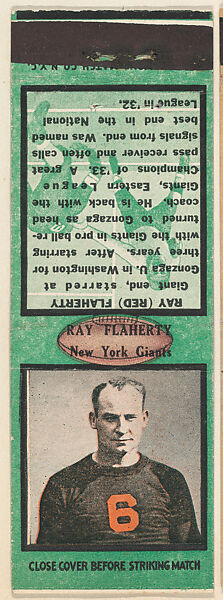 RAY (RED) FLAHERTY
Giant end, starred at
Gonzaga U. in Washington for
three years. After starring
with the Giants in pro ball re-
turned to Gonzaga as head
coach. He is back with the
Giants, Eastern League
Champions of '33. A great
pass receiver and often calls
signals from end. Was named
best end in the National
League in '32.
RAY FLAHERTY
New York Giants
6
CLOSE COVER BEFORE STRIKING MATCH